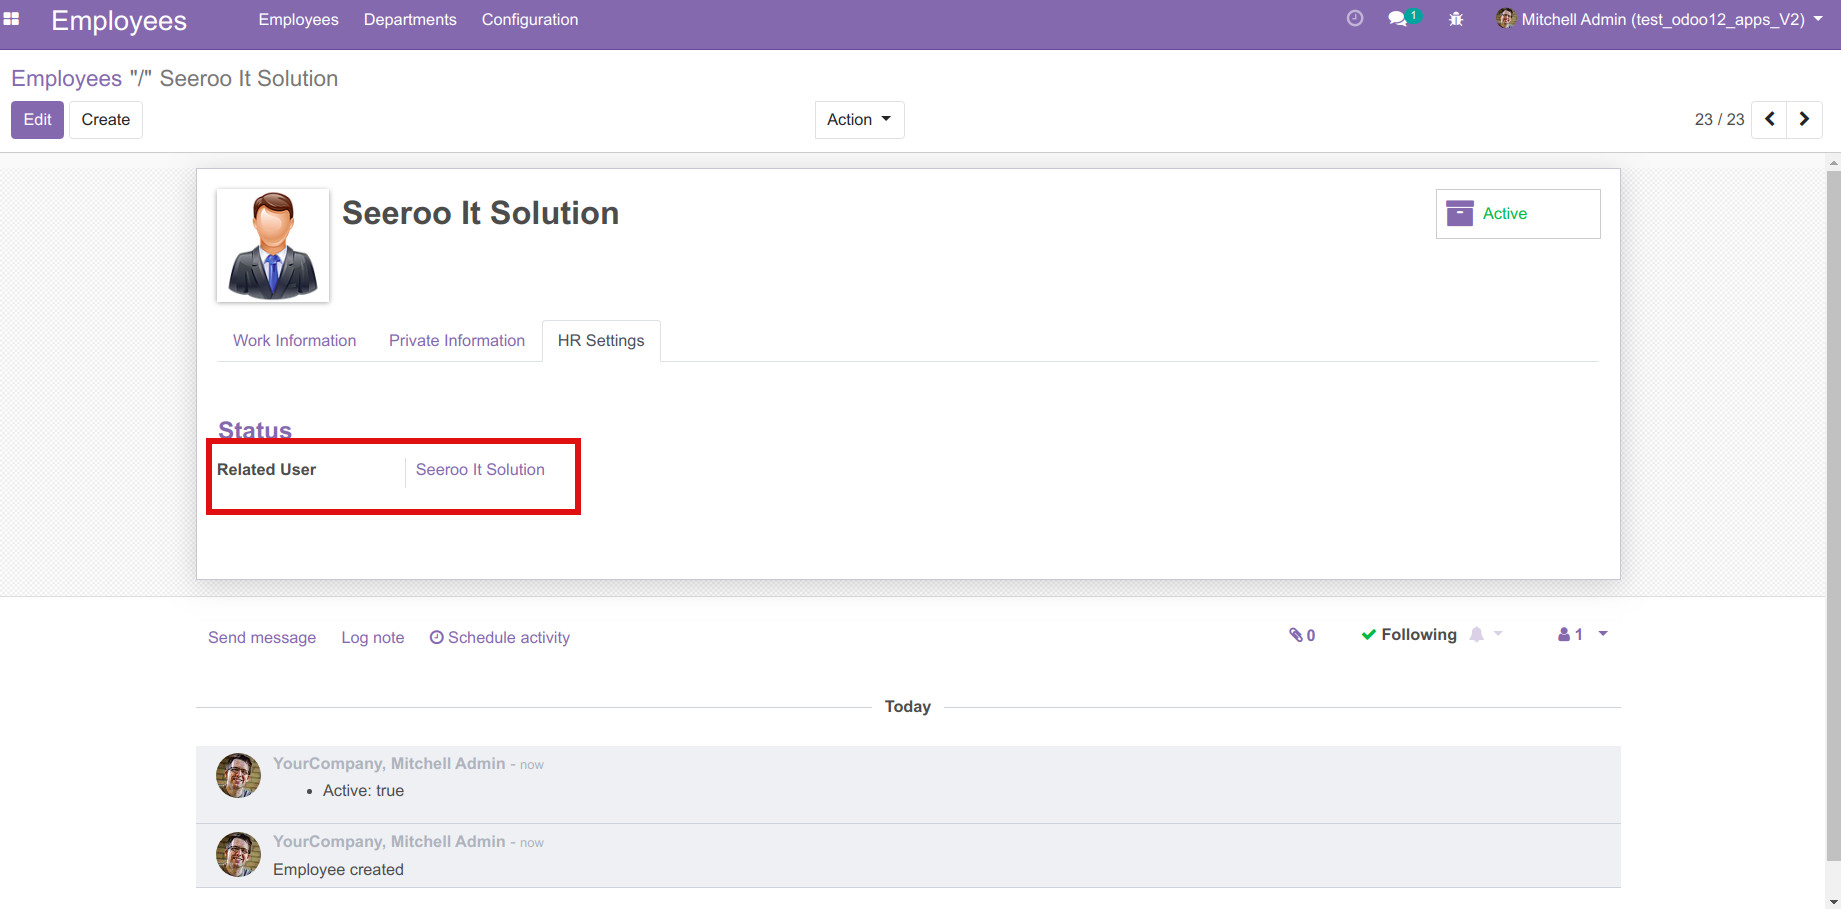 Employees Employees Departments Configuration 1 Mitchell Admin (test_odoo12_apps_V2)
Employees "/" Seeroo It Solution
Edit Create Action 23 / 23
Seeroo It Solution
Active
Work Information Private Information HR Settings
Status
Related User Seeroo It Solution
Send message Log note Schedule activity 0 Following 1
Today
YourCompany, Mitchell Admin - now
• Active: true
YourCompany, Mitchell Admin - now
Employee created